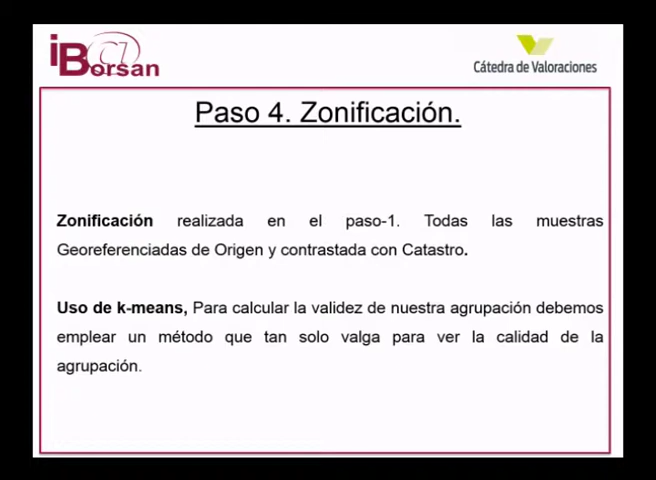 iBorsan
Cátedra de Valoraciones
Paso 4. Zonificación.
Zonificación realizada en el paso-1. Todas las muestras
Georeferenciadas de Origen y contrastada con Catastro.
Uso de k-means, Para calcular la validez de nuestra agrupación debemos
emplear un método que tan solo valga para ver la calidad de la
agrupación.